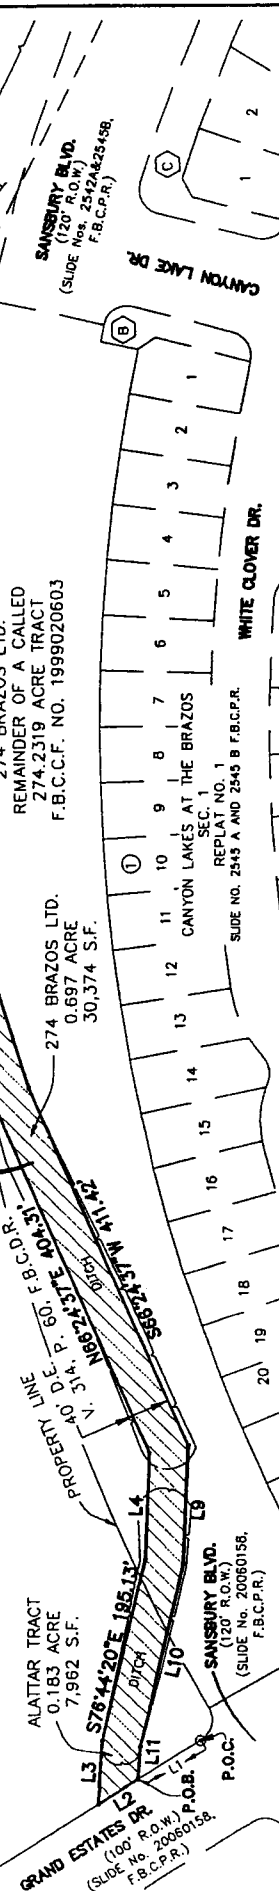 SANSBURY BLVD.
(120' R.O.W.)
(SLIDE Nos. 2542A&2545B,
F.B.C.P.R.)
C
1
2
CANYON LAKE DR.
B
274 BRAZOS LTD.
REMAINDER OF A CALLED
274.2319 ACRE TRACT
F.B.C.C.F. NO. 1999020603
WHITE CLOVER DR.
1
2
3
4
5
6
7
8
9
10
11
12
13
14
15
16
17
18
19
20
1
CANYON LAKES AT THE BRAZOS
SEC. 1
REPLAT NO. 1
SLIDE NO. 2545 A AND 2545 B F.B.C.P.R.
274 BRAZOS LTD.
0.697 ACRE
30,374 S.F.
PROPERTY LINE
40' D.E.
V. 314, P. 60, F.B.C.D.R.
N66°24'37"E 404.31'
DITCH
S66°24'37"W 411.42'
ALATTAR TRACT
0.183 ACRE
7,962 S.F.
S76°44'20"E 195.13'
DITCH
L3
L4
L9
L10
L11
L2
L1
P.O.B.
P.O.C.
SANSBURY BLVD.
(120' R.O.W.)
(SLIDE No. 20060158,
F.B.C.P.R.)
GRAND ESTATES DR.
(100' R.O.W.)
(SLIDE No. 20060158,
F.B.C.P.R.)